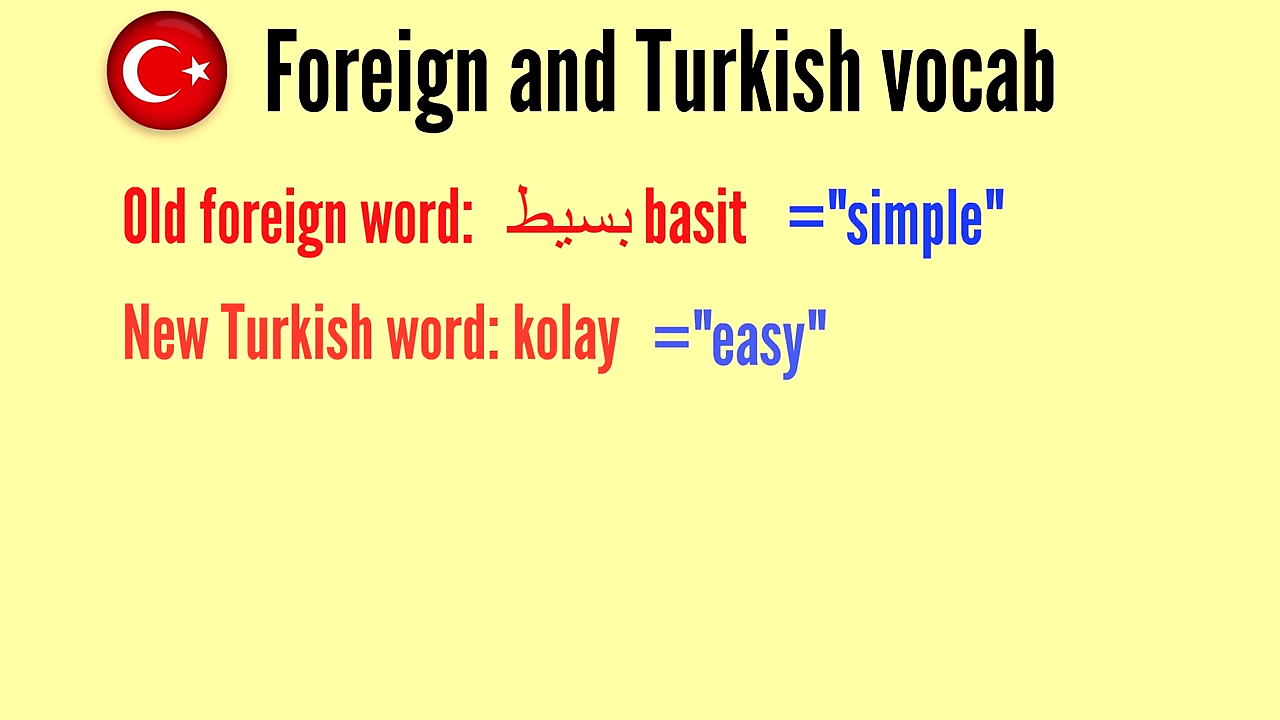 Foreign and Turkish vocab
Old foreign word: بسيط basit ="simple"
New Turkish word: kolay ="easy"